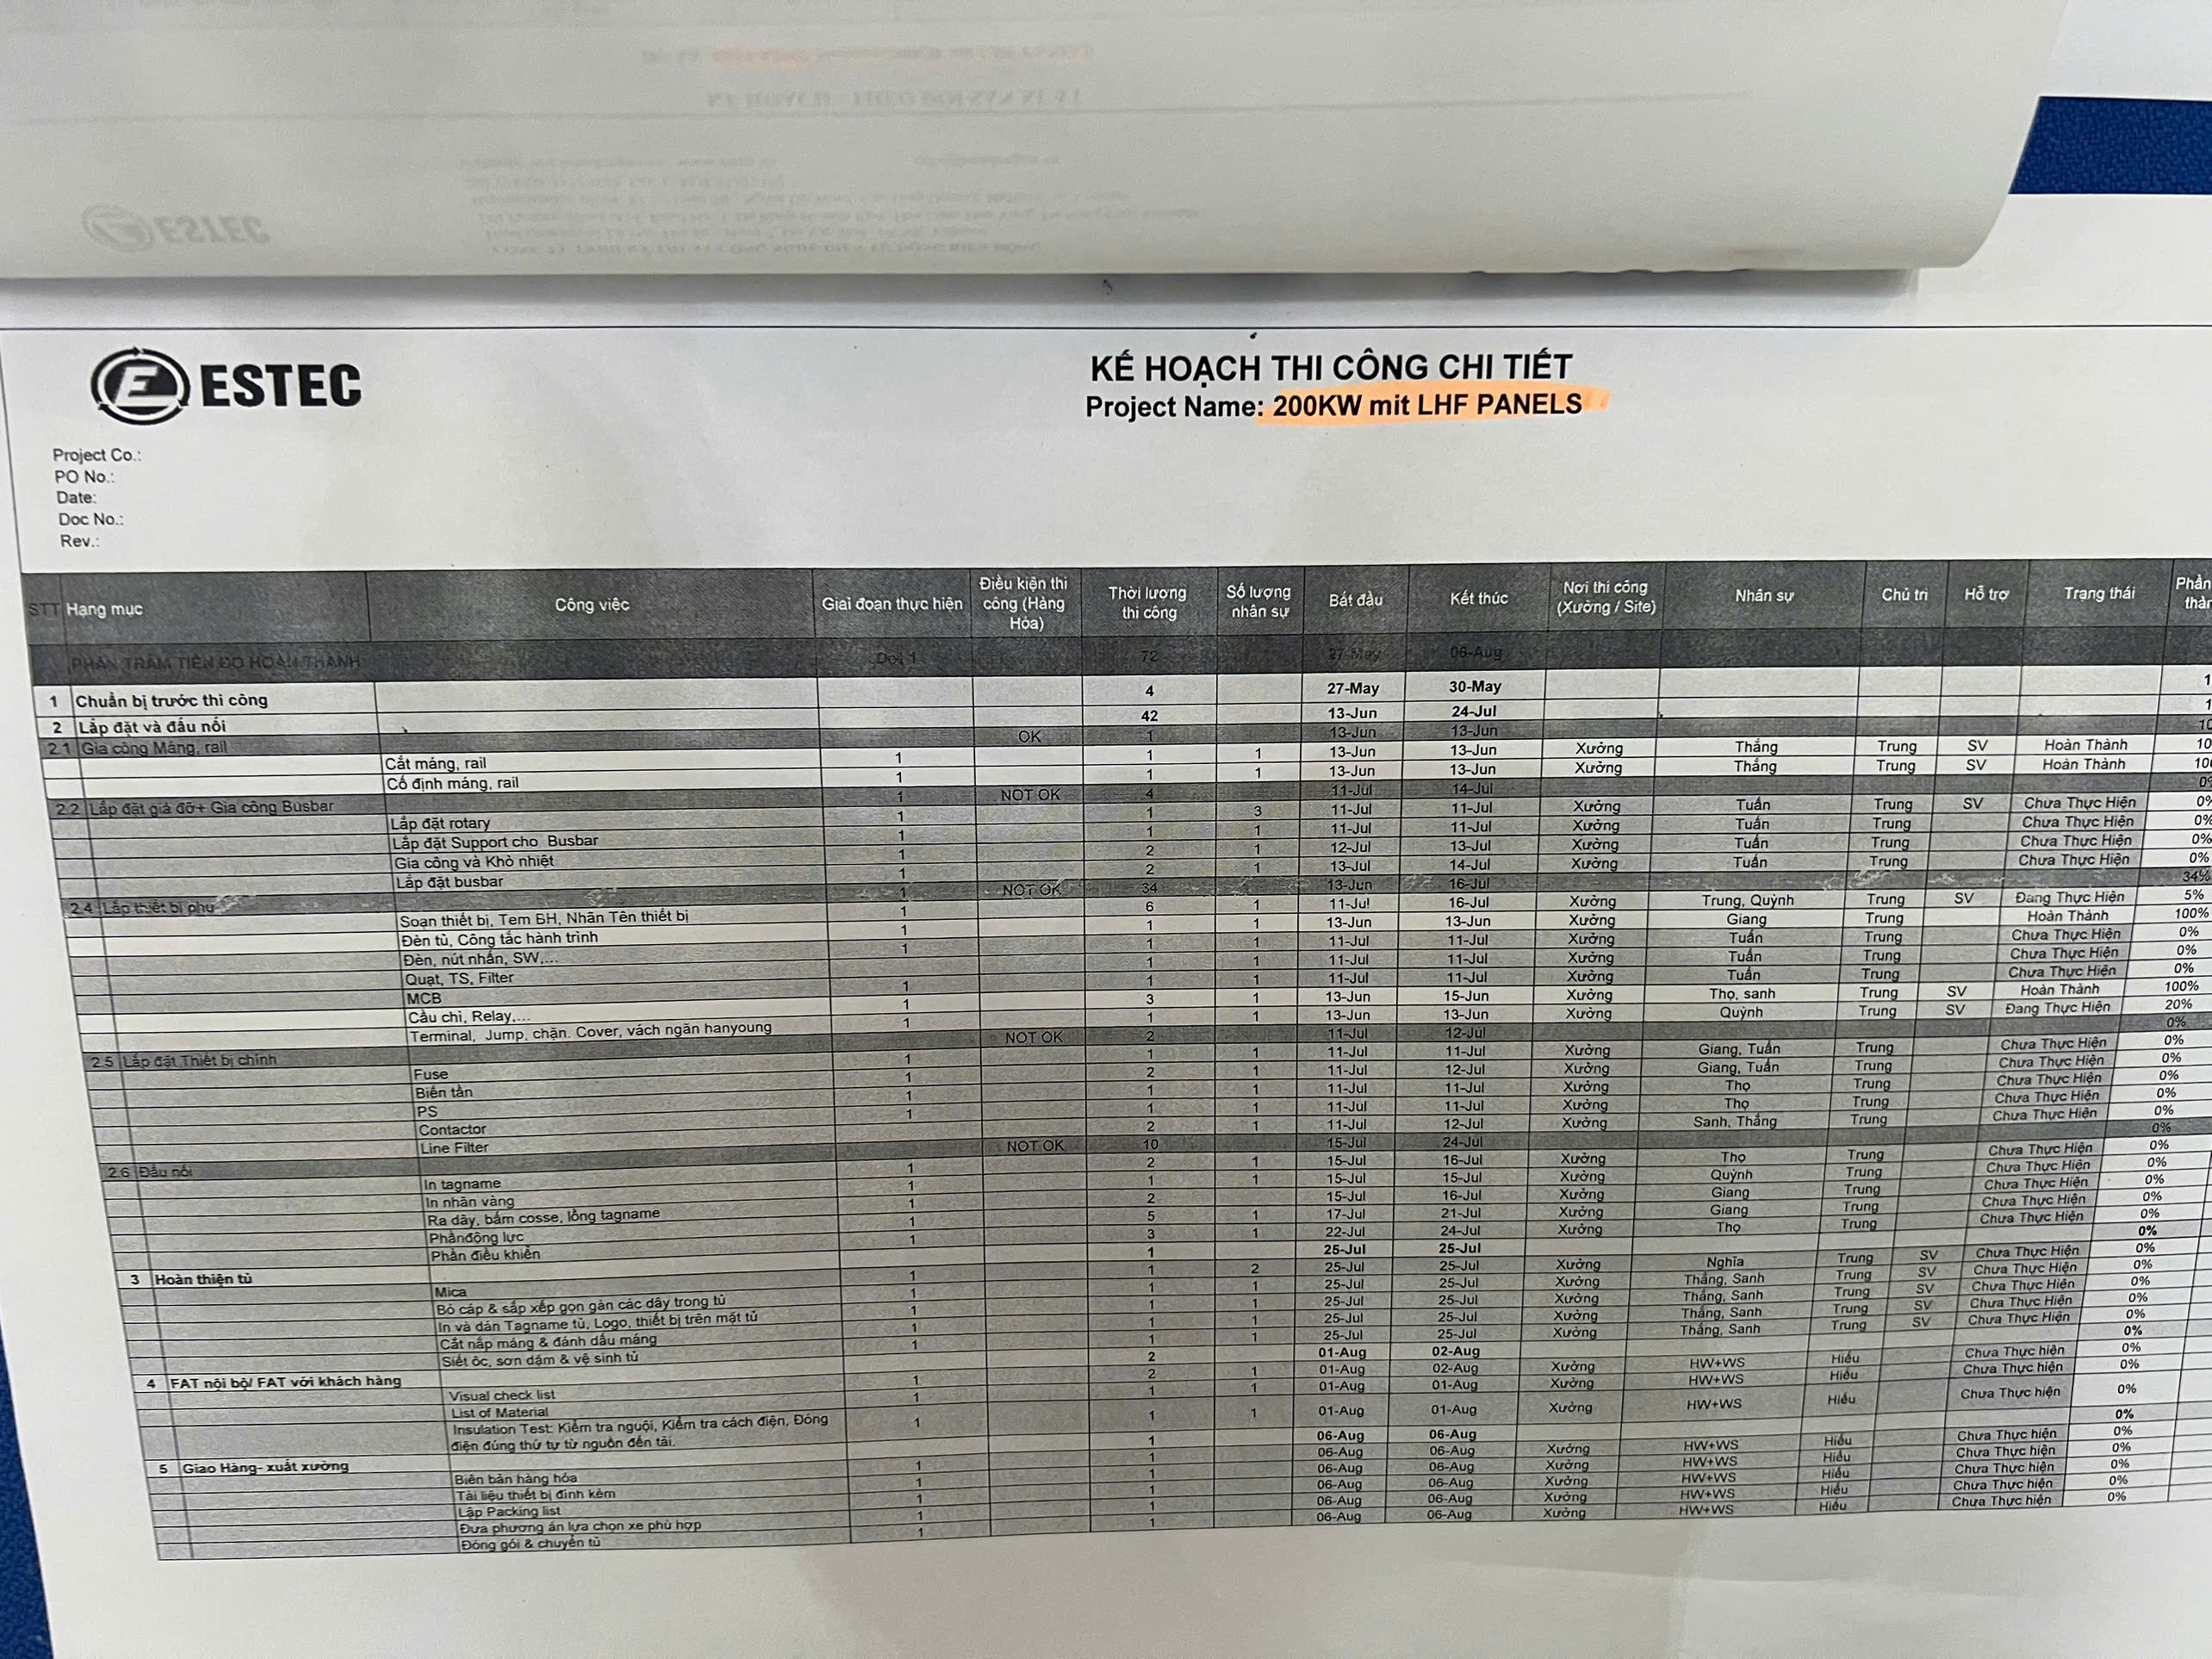 ESTEC
KẾ HOẠCH THI CÔNG CHI TIẾT
Project Name: 200KW mit LHF PANELS
Project Co.:
PO No.:
Date:
Doc No.:
Rev.:
STT Hạng mục Công việc Giai đoạn thực hiện Điều kiện thi công (Hàng Hóa) Thời lượng thi công Số lượng nhân sự Bắt đầu Kết thúc Nơi thi công (Xưởng / Site) Nhân sự Chủ trì Hỗ trợ Trạng thái Phần
PHẦN TRĂM TIẾN ĐỘ HOÀN THÀNH Đợt 1 72 27-May 06-Aug
1 Chuẩn bị trước thi công 4 27-May 30-May
2 Lắp đặt và đấu nối 42 13-Jun 24-Jul
2.1 Gia công Máng, rail OK 1 13-Jun 13-Jun
Cắt máng, rail 1 1 1 13-Jun 13-Jun Xưởng Thắng Trung SV Hoàn Thành
Cố định máng, rail 1 1 1 13-Jun 13-Jun Xưởng Thắng Trung SV Hoàn Thành
2.2 Lắp đặt giá đỡ+ Gia công Busbar 1 NOT OK 4 11-Jul 14-Jul 0%
Lắp đặt rotary 1 1 3 11-Jul 11-Jul Xưởng Tuấn Trung SV Chưa Thực Hiện 0%
Lắp đặt Support cho Busbar 1 1 1 11-Jul 11-Jul Xưởng Tuấn Trung Chưa Thực Hiện 0%
Gia công và Khò nhiệt 1 2 1 12-Jul 13-Jul Xưởng Tuấn Trung Chưa Thực Hiện 0%
Lắp đặt busbar 1 2 1 13-Jul 14-Jul Xưởng Tuấn Trung Chưa Thực Hiện 0%
2.4 Lắp thiết bị phụ 1 NOT OK 34 13-Jun 16-Jul 34%
Soạn thiết bị, Tem BH, Nhãn Tên thiết bị 1 6 1 11-Jul 16-Jul Xưởng Trung, Quỳnh Trung SV Đang Thực Hiện 5%
Đèn tủ, Công tắc hành trình 1 1 1 13-Jun 13-Jun Xưởng Giang Trung Hoàn Thành 100%
Đèn, nút nhấn, SW,... 1 1 1 11-Jul 11-Jul Xưởng Tuấn Trung Chưa Thực Hiện 0%
Quạt, TS, Filter 1 1 11-Jul 11-Jul Xưởng Tuấn Trung Chưa Thực Hiện 0%
MCB 1 1 1 11-Jul 11-Jul Xưởng Tuấn Trung Chưa Thực Hiện 0%
Cầu chì, Relay,... 1 3 1 13-Jun 15-Jun Xưởng Thọ, sanh Trung SV Hoàn Thành 100%
Terminal, Jump, chặn. Cover, vách ngăn hanyoung 1 1 1 13-Jun 13-Jun Xưởng Quỳnh Trung SV Đang Thực Hiện 20%
2.5 Lắp đặt Thiết bị chính NOT OK 2 11-Jul 12-Jul 0%
Fuse 1 1 1 11-Jul 11-Jul Xưởng Giang, Tuấn Trung Chưa Thực Hiện 0%
Biến tần 1 2 1 11-Jul 12-Jul Xưởng Giang, Tuấn Trung Chưa Thực Hiện 0%
PS 1 1 1 11-Jul 11-Jul Xưởng Thọ Trung Chưa Thực Hiện 0%
Contactor 1 1 1 11-Jul 11-Jul Xưởng Thọ Trung Chưa Thực Hiện 0%
Line Filter 2 1 11-Jul 12-Jul Xưởng Sanh, Thắng Trung Chưa Thực Hiện 0%
2.6 Đấu nối NOT OK 10 15-Jul 24-Jul 0%
In tagname 1 2 1 15-Jul 16-Jul Xưởng Thọ Trung Chưa Thực Hiện 0%
In nhãn vàng 1 1 1 15-Jul 15-Jul Xưởng Quỳnh Trung Chưa Thực Hiện 0%
Ra dây, bấm cosse, lồng tagname 1 2 15-Jul 16-Jul Xưởng Giang Trung Chưa Thực Hiện 0%
Phầnđộng lực 1 5 1 17-Jul 21-Jul Xưởng Giang Trung Chưa Thực Hiện 0%
Phần điều khiển 1 3 1 22-Jul 24-Jul Xưởng Thọ Trung Chưa Thực Hiện 0%
3 Hoàn thiện tủ 1 25-Jul 25-Jul 0%
Mica 1 1 2 25-Jul 25-Jul Xưởng Nghĩa Trung SV Chưa Thực Hiện 0%
Bó cáp & sắp xếp gọn gàng các dây trong tủ 1 1 1 25-Jul 25-Jul Xưởng Thắng, Sanh Trung SV Chưa Thực Hiện 0%
In và dán Tagname tủ, Logo, thiết bị trên mặt tủ 1 1 1 25-Jul 25-Jul Xưởng Thắng, Sanh Trung SV Chưa Thực Hiện 0%
Cắt nắp máng & đánh dấu máng 1 1 1 25-Jul 25-Jul Xưởng Thắng, Sanh Trung SV Chưa Thực Hiện 0%
Siết ốc, sơn dặm & vệ sinh tủ 1 1 1 25-Jul 25-Jul Xưởng Thắng, Sanh Trung SV Chưa Thực Hiện 0%
4 FAT nội bộ/ FAT với khách hàng 2 01-Aug 02-Aug 0%
Visual check list 1 2 1 01-Aug 02-Aug Xưởng HW+WS Hiếu Chưa Thực hiện 0%
List of Material 1 1 1 01-Aug 01-Aug Xưởng HW+WS Hiếu Chưa Thực hiện 0%
Insulation Test: Kiểm tra nguội, Kiểm tra cách điện, Đóng điện đúng thứ tự từ nguồn đến tải. 1 1 1 01-Aug 01-Aug Xưởng HW+WS Hiếu Chưa Thực hiện 0%
5 Giao Hàng- xuất xưởng 1 06-Aug 06-Aug 0%
Biên bản hàng hóa 1 1 06-Aug 06-Aug Xưởng HW+WS Hiếu Chưa Thực hiện 0%
Tài liệu thiết bị đính kèm 1 1 06-Aug 06-Aug Xưởng HW+WS Hiếu Chưa Thực hiện 0%
Lập Packing list 1 1 06-Aug 06-Aug Xưởng HW+WS Hiếu Chưa Thực hiện 0%
Đưa phương án lựa chọn xe phù hợp 1 1 06-Aug 06-Aug Xưởng HW+WS Hiếu Chưa Thực hiện 0%
Đóng gói & chuyển tủ 1 1 06-Aug 06-Aug Xưởng HW+WS Hiếu Chưa Thực hiện 0%